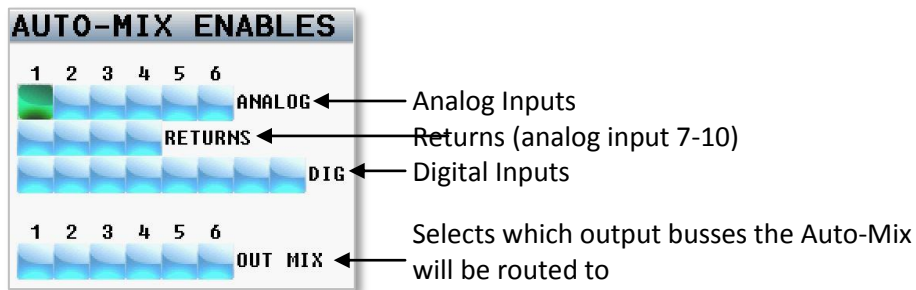 AUTO-MIX ENABLES
1 2 3 4 5 6
ANALOG
Analog Inputs
RETURNS
Returns (analog input 7-10)
DIG
Digital Inputs
1 2 3 4 5 6
OUT MIX
Selects which output busses the Auto-Mix
will be routed to